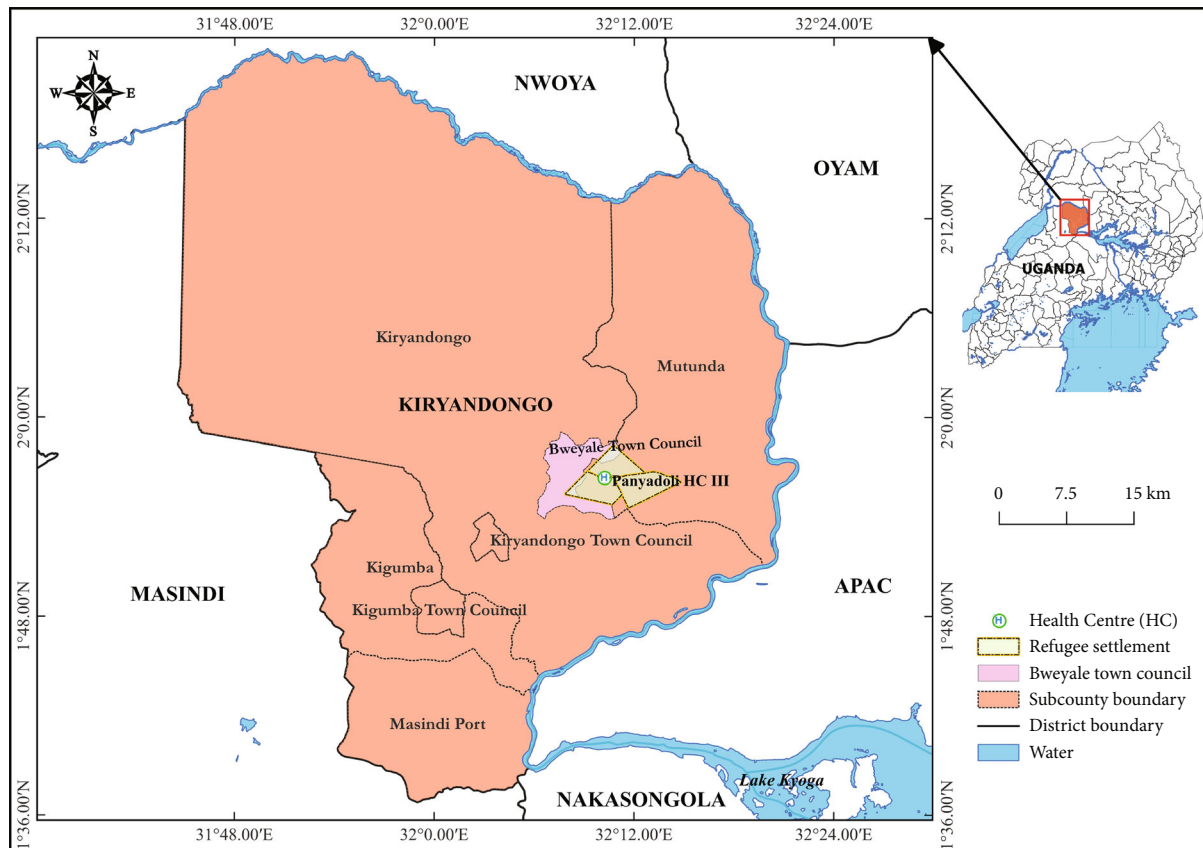 31°48.00′E 32°0.00′E 32°12.00′E 32°24.00′E
N
W E
S
NWOYA
OYAM
2°12.00′N
2°12.00′N
UGANDA
Kiryandongo
Mutunda
KIRYANDONGO
2°0.00′N
2°0.00′N
Bweyale Town Council
Panyadoli HC III
0 7.5 15 km
Kiryandongo Town Council
Kigumba
MASINDI
APAC
Kigumba Town Council
1°48.00′N
1°48.00′N
Masindi Port
H Health Centre (HC)
Refugee settlement
Bweyale town council
Subcounty boundary
District boundary
Water
Lake Kyoga
NAKASONGOLA
1°36.00′N
1°36.00′N
31°48.00′E 32°0.00′E 32°12.00′E 32°24.00′E